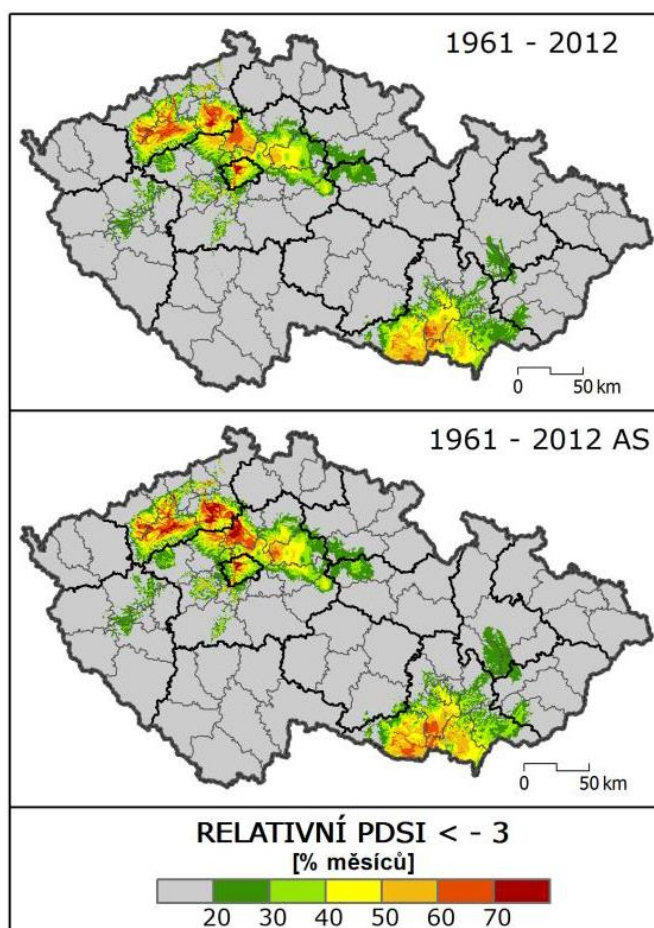 1961 - 2012
0 50 km
1961 - 2012 AS
0 50 km
RELATIVNÍ PDSI < - 3
[% měsíců]
20 30 40 50 60 70